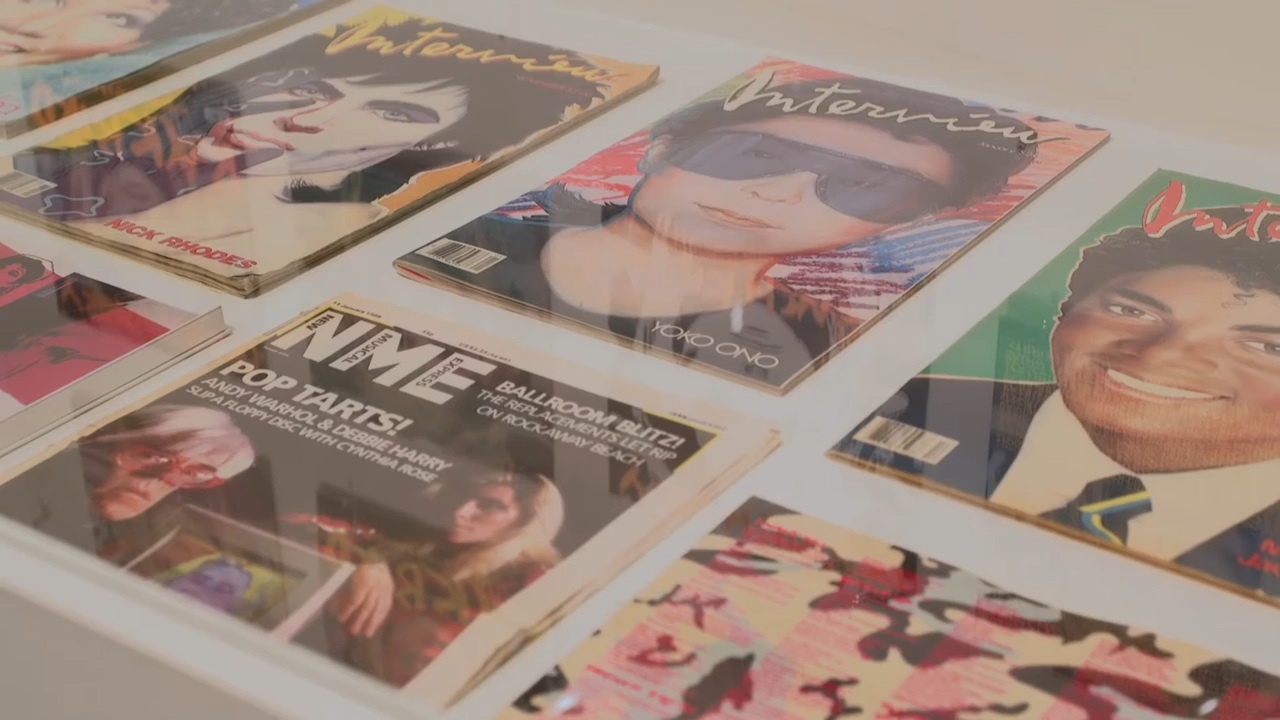 Interview
NICK RHODES
Interview
YOKO ONO
Inte
NEW
MUSICAL
EXPRESS
NME
POP TARTS!
ANDY WARHOL & DEBBIE HARRY
SLIP A FLOPPY DISC WITH CYNTHIA ROSE
BALLROOM BLITZ!
THE REPLACEMENTS LET RIP
ON ROCKAWAY BEACH